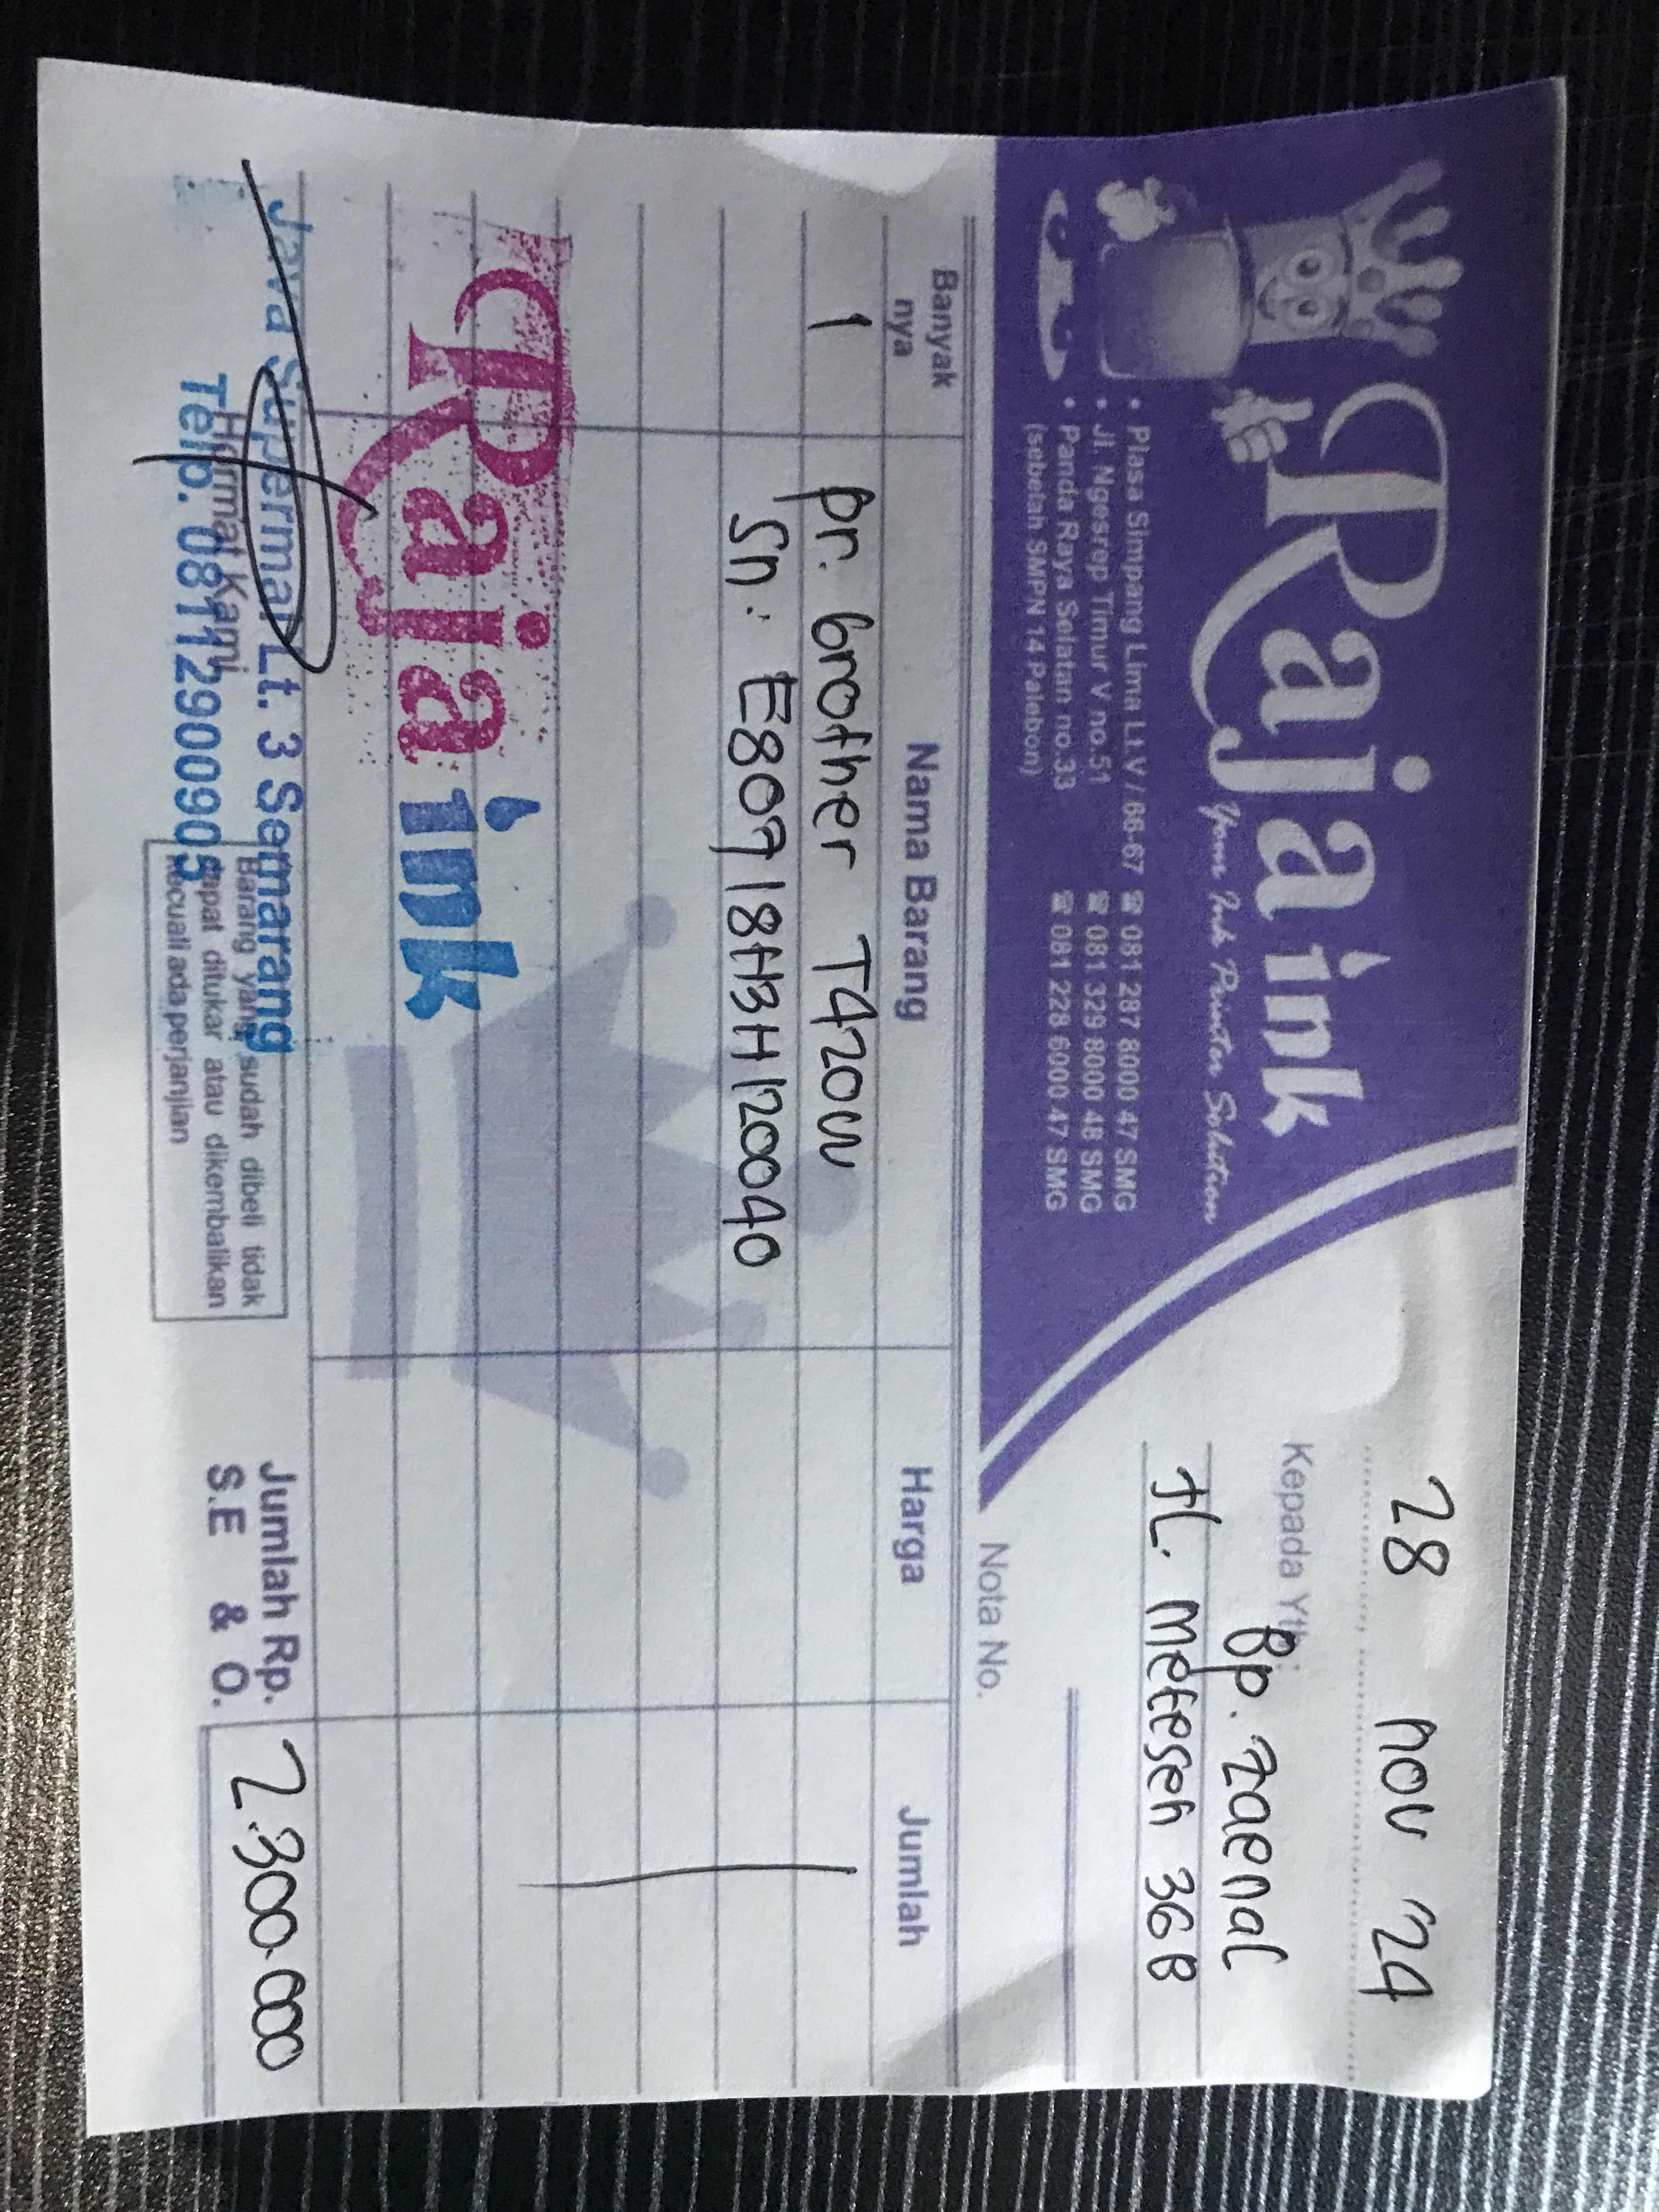 Raja ink
Your Ink Printer Solution
• Plasa Simpang Lima Lt.V / 66-67 ☎ 081 287 8000 47 SMG
• Jl. Ngesrep Timur V no.51 ☎ 081 329 8000 48 SMG
• Panda Raya Selatan no.33 ☎ 081 228 6000 47 SMG
(sebelah SMPN 14 Pelebon)
28 nov 24
Kepada Yth:
Bp. Zaenal
Jl. Meteseh 36B
Nota No.
Banyak nya Nama Barang Harga Jumlah
1 pr. brother T420W
Sn: E80718H3H120040
Raja ink
Java Supermal Lt. 3 Semarang
Telp. 08112900905
Hormat Kami
Barang yang sudah dibeli tidak
dapat ditukar atau dikembalikan
kecuali ada perjanjian
Jumlah Rp. 2.300.000
S.E & O.